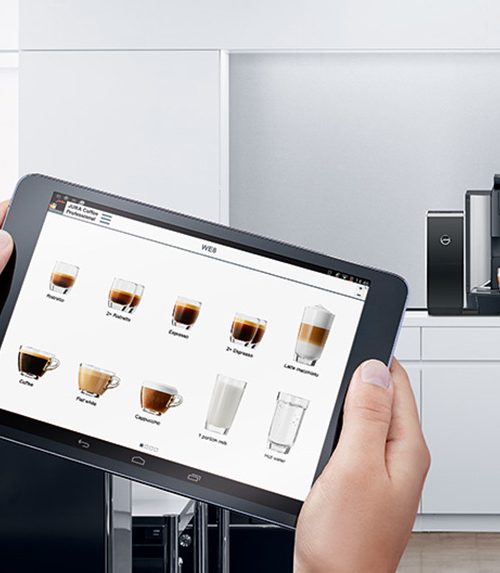 JURA Coffee
Professional
WE8
Ristretto
2× Ristretto
Espresso
2× Espresso
Latte macchiato
Coffee
Flat white
Cappuccino
1 portion milk
Hot water